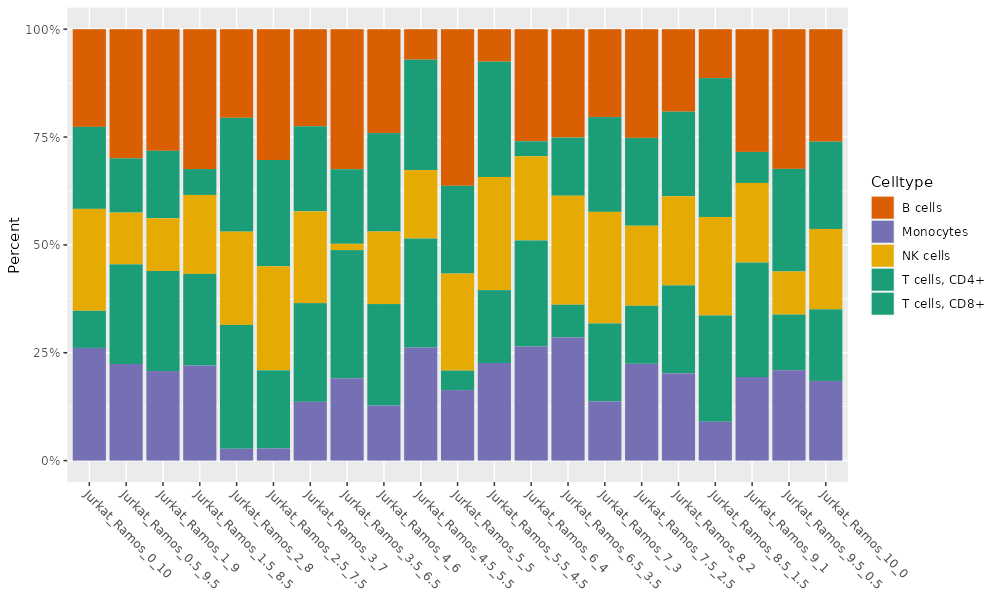 100%
75%
50%
25%
0%
Percent
Jurkat_Ramos_0_10
Jurkat_Ramos_0.5_9.5
Jurkat_Ramos_1_9
Jurkat_Ramos_1.5_8.5
Jurkat_Ramos_2_8
Jurkat_Ramos_2.5_7.5
Jurkat_Ramos_3_7
Jurkat_Ramos_3.5_6.5
Jurkat_Ramos_4_6
Jurkat_Ramos_4.5_5.5
Jurkat_Ramos_5_5
Jurkat_Ramos_5.5_4.5
Jurkat_Ramos_6_4
Jurkat_Ramos_6.5_3.5
Jurkat_Ramos_7_3
Jurkat_Ramos_7.5_2.5
Jurkat_Ramos_8_2
Jurkat_Ramos_8.5_1.5
Jurkat_Ramos_9_1
Jurkat_Ramos_9.5_0.5
Jurkat_Ramos_10_0
Celltype
B cells
Monocytes
NK cells
T cells, CD4+
T cells, CD8+